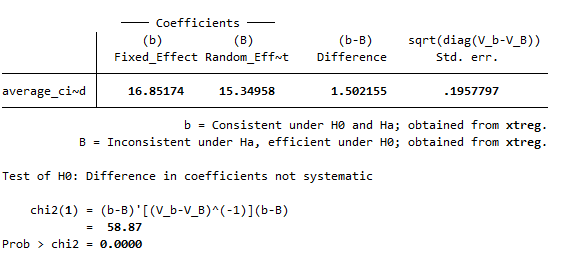 Coefficients
(b) (B) (b-B) sqrt(diag(V_b-V_B))
Fixed_Effect Random_Eff~t Difference Std. err.
average_ci~d 16.85174 15.34958 1.502155 .1957797
b = Consistent under H0 and Ha; obtained from xtreg.
B = Inconsistent under Ha, efficient under H0; obtained from xtreg.
Test of H0: Difference in coefficients not systematic
chi2(1) = (b-B)'[(V_b-V_B)^(-1)](b-B)
= 58.87
Prob > chi2 = 0.0000